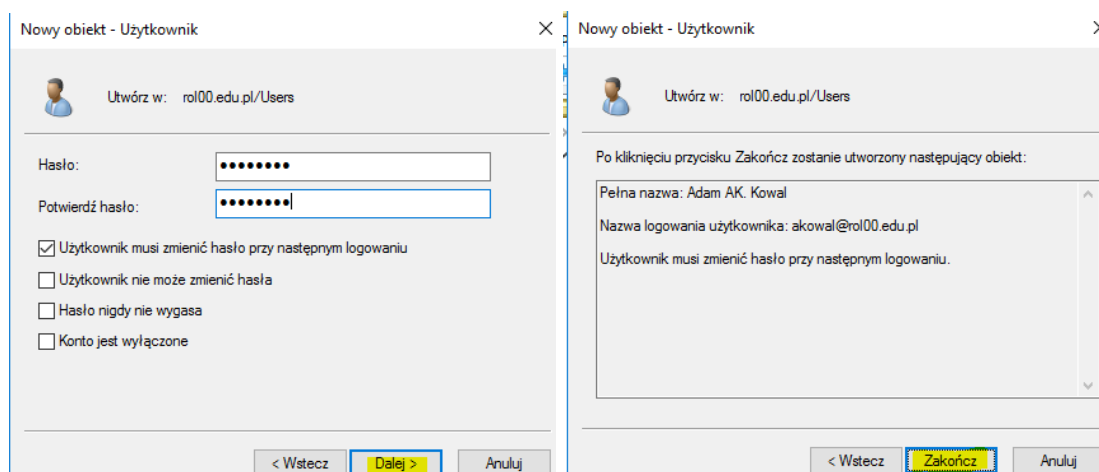 Nowy obiekt - Użytkownik
Utwórz w: rol00.edu.pl/Users
Hasło: ●●●●●●●●
Potwierdź hasło: ●●●●●●●●
Użytkownik musi zmienić hasło przy następnym logowaniu
Użytkownik nie może zmienić hasła
Hasło nigdy nie wygasa
Konto jest wyłączone
< Wstecz Dalej > Anuluj
Nowy obiekt - Użytkownik
Utwórz w: rol00.edu.pl/Users
Po kliknięciu przycisku Zakończ zostanie utworzony następujący obiekt:
Pełna nazwa: Adam AK. Kowal
Nazwa logowania użytkownika: akowal@rol00.edu.pl
Użytkownik musi zmienić hasło przy następnym logowaniu.
< Wstecz Zakończ Anuluj